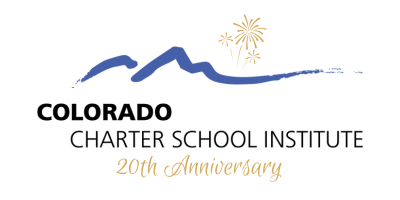 COLORADO
CHARTER SCHOOL INSTITUTE
20th Anniversary